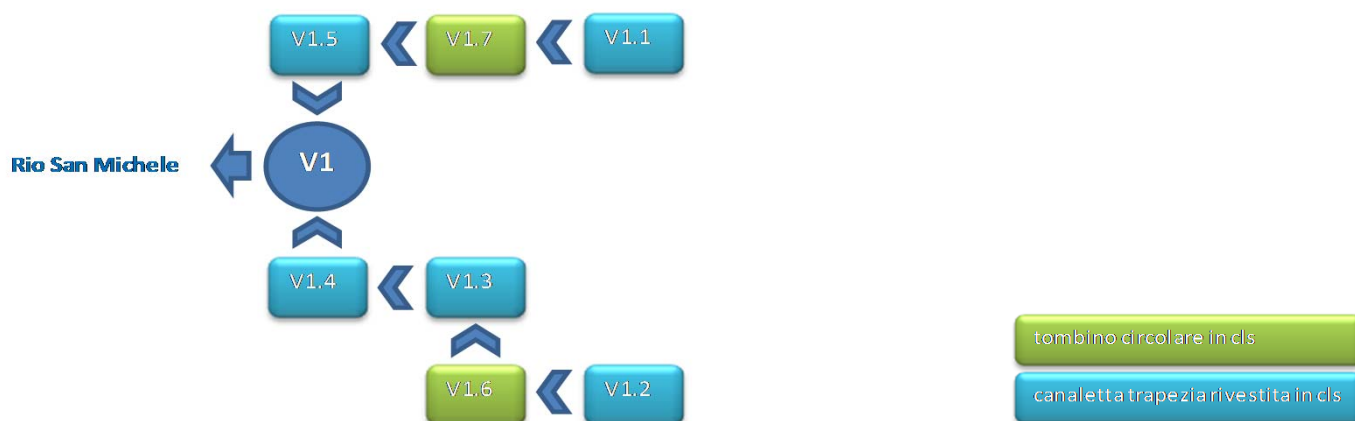 V1.5
V1.7
V1.1
Rio San Michele
V1
V1.4
V1.3
V1.6
V1.2
tombino circolare in cls
canaletta trapezia rivestita in cls